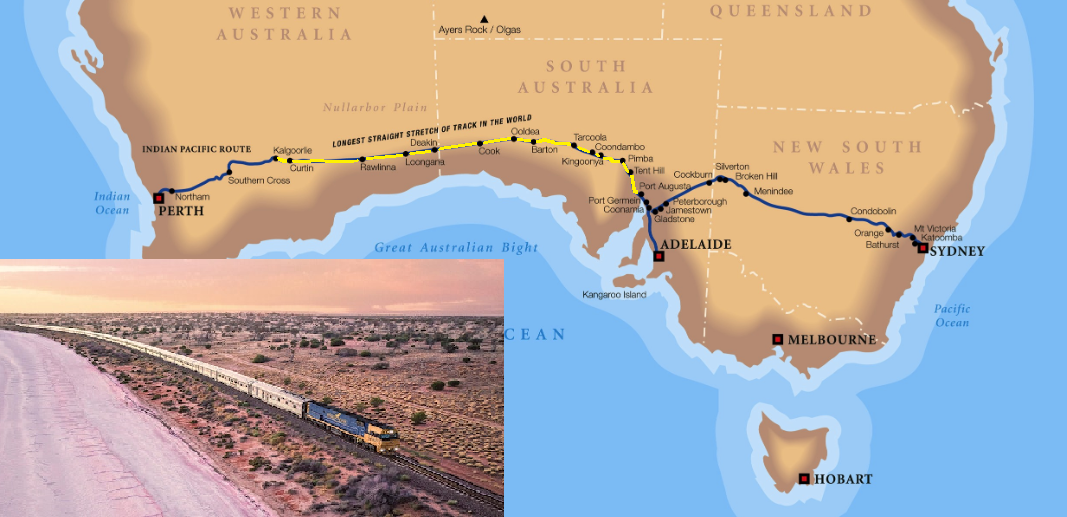 WESTERN
AUSTRALIA
QUEENSLAND
Ayers Rock / Olgas
SOUTH
AUSTRALIA
Nullarbor Plain
LONGEST STRAIGHT STRETCH OF TRACK IN THE WORLD
NEW SOUTH
WALES
INDIAN PACIFIC ROUTE
Kalgoorlie
Curtin
Rawlinna
Loongana
Deakin
Cook
Ooldea
Barton
Tarcoola
Coondambo
Kingoonya
Pimba
Tent Hill
Port Augusta
Port Germein
Coonamia
Gladstone
Jamestown
Peterborough
Cockburn
Silverton
Broken Hill
Menindee
Condobolin
Orange
Bathurst
Mt Victoria
Katoomba
SYDNEY
Southern Cross
Northam
PERTH
Indian
Ocean
Great Australian Bight
ADELAIDE
Kangaroo Island
Pacific
Ocean
CEAN
MELBOURNE
HOBART